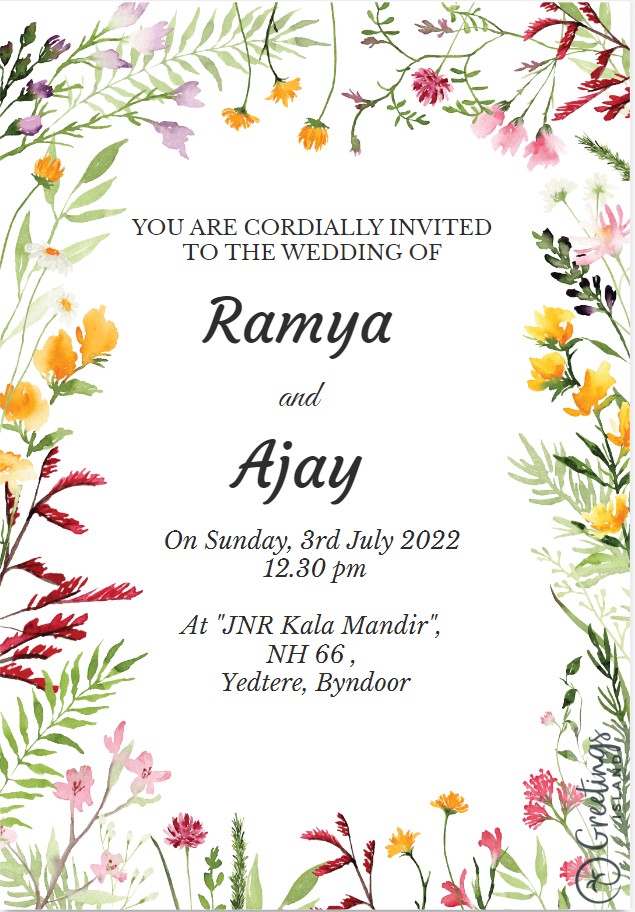 YOU ARE CORDIALLY INVITED
TO THE WEDDING OF
Ramya
and
Ajay
On Sunday, 3rd July 2022
12.30 pm
At "JNR Kala Mandir",
NH 66 ,
Yedtere, Byndoor
Greetings
ISLAND